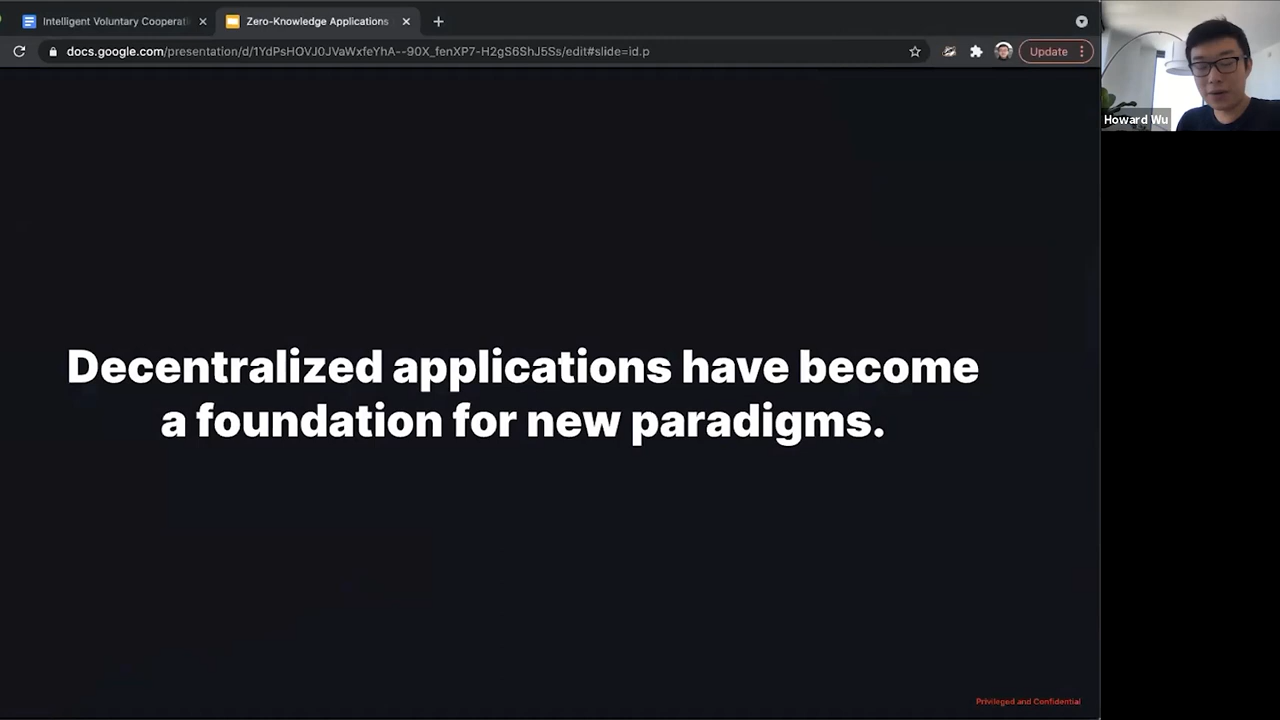 Intelligent Voluntary Cooperati
Zero-Knowledge Applications
docs.google.com/presentation/d/1YdPsHOVJ0JVaWxfeYhA--90X_fenXP7-H2gS6ShJ5Ss/edit#slide=id.p
Update
Howard Wu
Decentralized applications have become
a foundation for new paradigms.
Privileged and Confidential